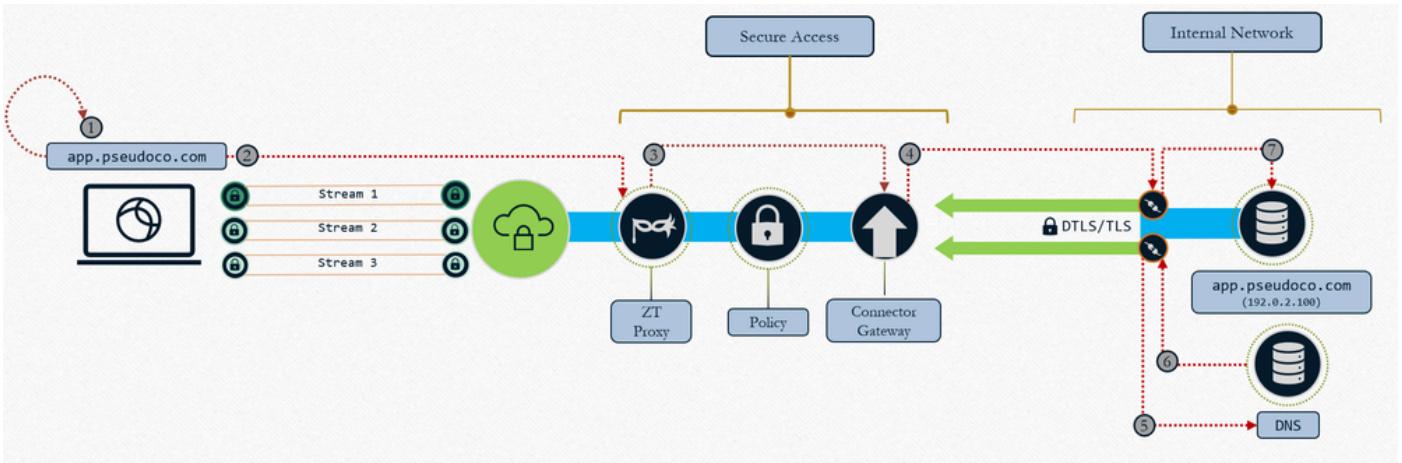 Secure Access
Internal Network
1
app.pseudoco.com
2
3
4
7
Stream 1
Stream 2
Stream 3
DTLS/TLS
app.pseudoco.com
(192.0.2.100)
ZT
Proxy
Policy
Connector
Gateway
6
5
DNS